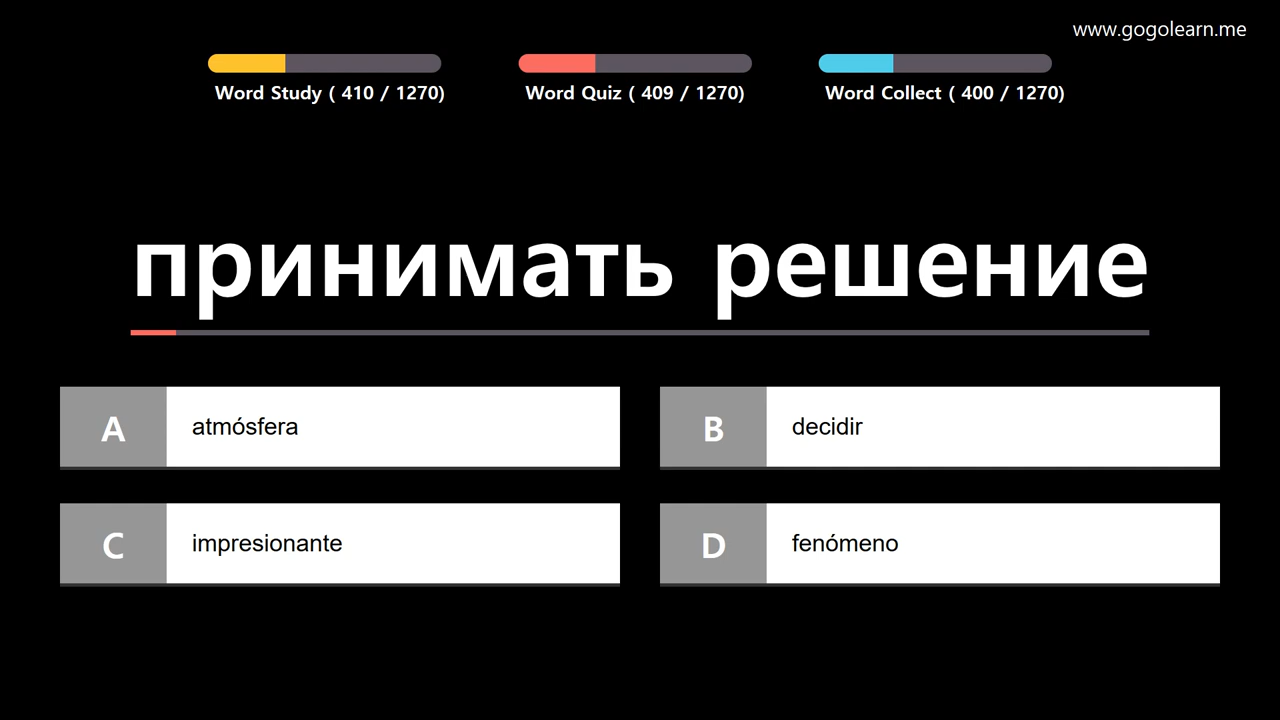 www.gogolearn.me
Word Study ( 410 / 1270)
Word Quiz ( 409 / 1270)
Word Collect ( 400 / 1270)
принимать решение
A atmósfera
B decidir
C impresionante
D fenómeno